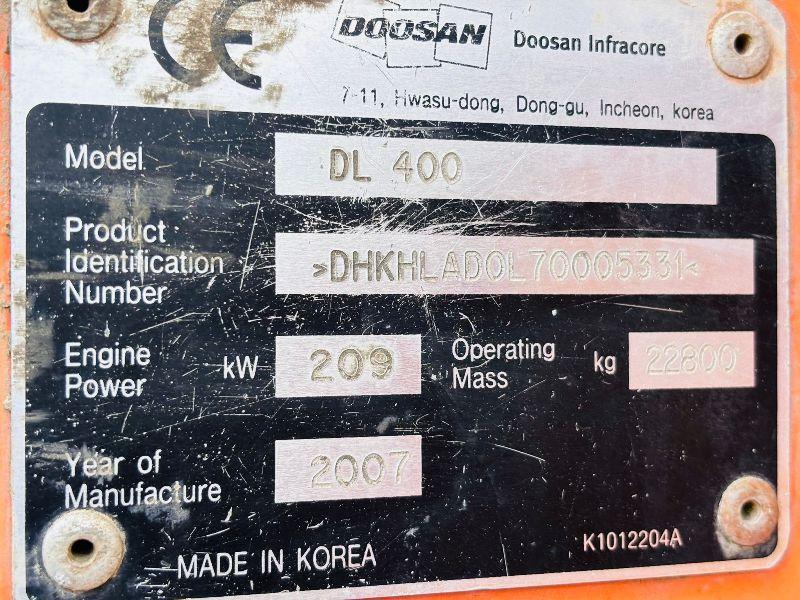 CE
DOOSAN Doosan Infracore
7-11, Hwasu-dong, Dong-gu, Incheon, korea
Model DL 400
Product
Identification >DHKHLADOL70005331<
Number
Engine Power kW 209 Operating Mass kg 22800
Year of
Manufacture 2007
MADE IN KOREA K1012204A